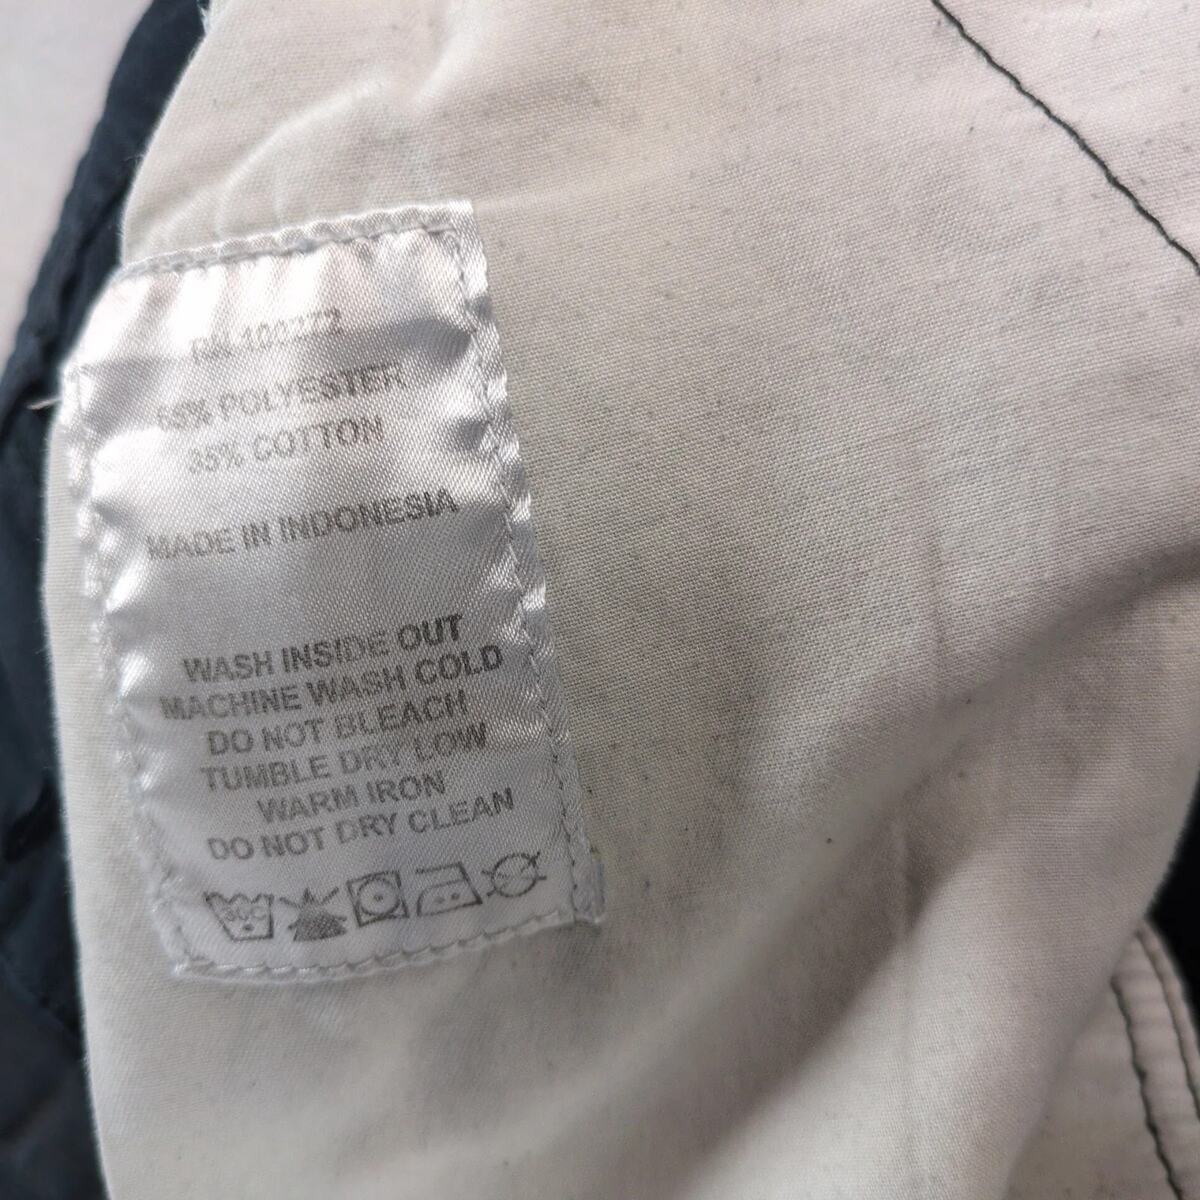 65% POLYESTER
35% COTTON
MADE IN INDONESIA
WASH INSIDE OUT
MACHINE WASH COLD
DO NOT BLEACH
TUMBLE DRY LOW
WARM IRON
DO NOT DRY CLEAN
30C